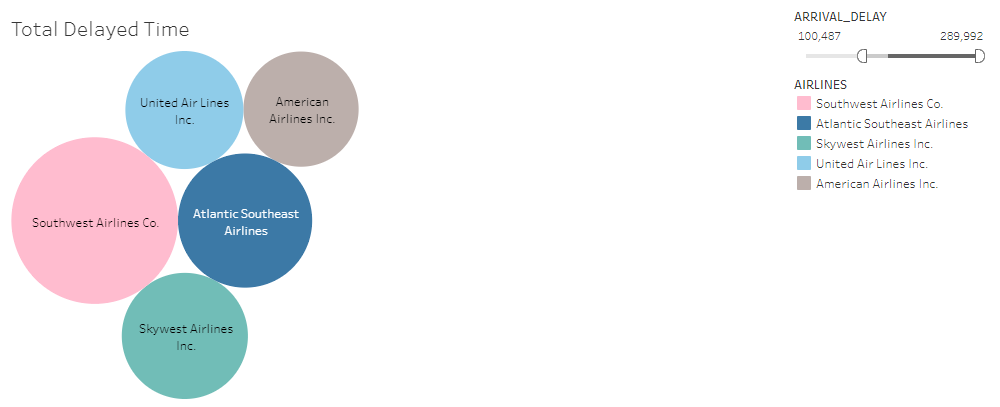 Total Delayed Time
United Air Lines
Inc.
American
Airlines Inc.
Southwest Airlines Co.
Atlantic Southeast
Airlines
Skywest Airlines
Inc.
ARRIVAL_DELAY
100,487 289,992
AIRLINES
Southwest Airlines Co.
Atlantic Southeast Airlines
Skywest Airlines Inc.
United Air Lines Inc.
American Airlines Inc.